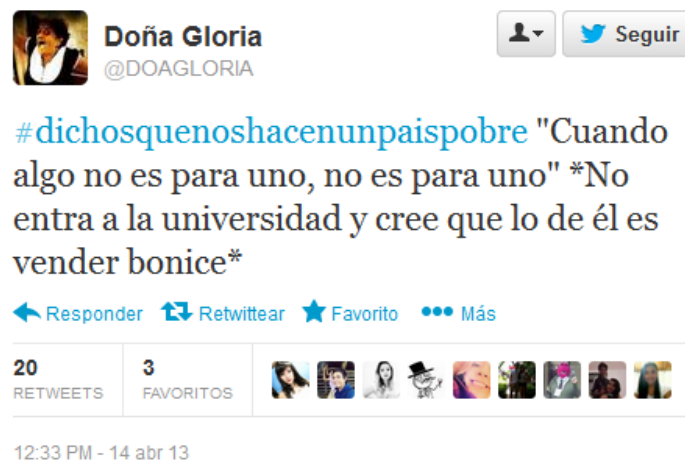 Doña Gloria
@DOAGLORIA
Seguir
#dichosquenoshacenunpaispobre "Cuando
algo no es para uno, no es para uno" *No
entra a la universidad y cree que lo de él es
vender bonice*
Responder Retwittear Favorito Más
20 3
RETWEETS FAVORITOS
12:33 PM - 14 abr 13